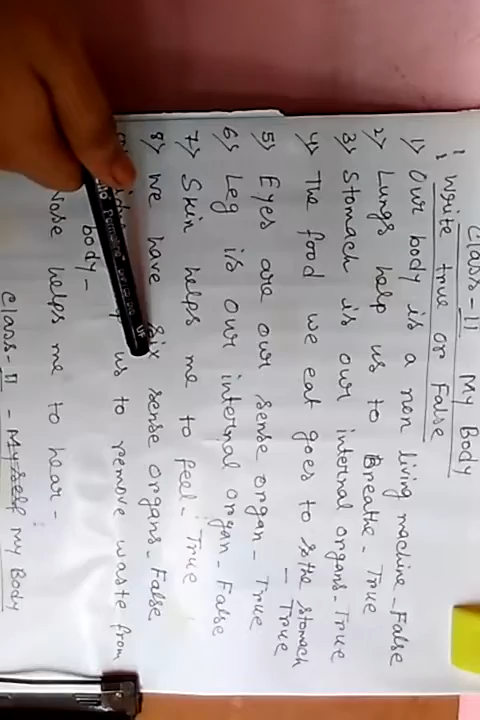 Class-II My Body
I Write true or False
1) Our body is a non living machine - False
2) Lungs help us to Breathe - True
3) Stomach is our internal organs - True
4) The food we eat goes to stomach
- True
5) Eyes are our sense organ - True
6) Leg is our internal organ - False
7) Skin helps me to feel - True
8) We have six sense organs - False
us to remove waste from
body -
Nose helps me to hear -
Class-II - My Body